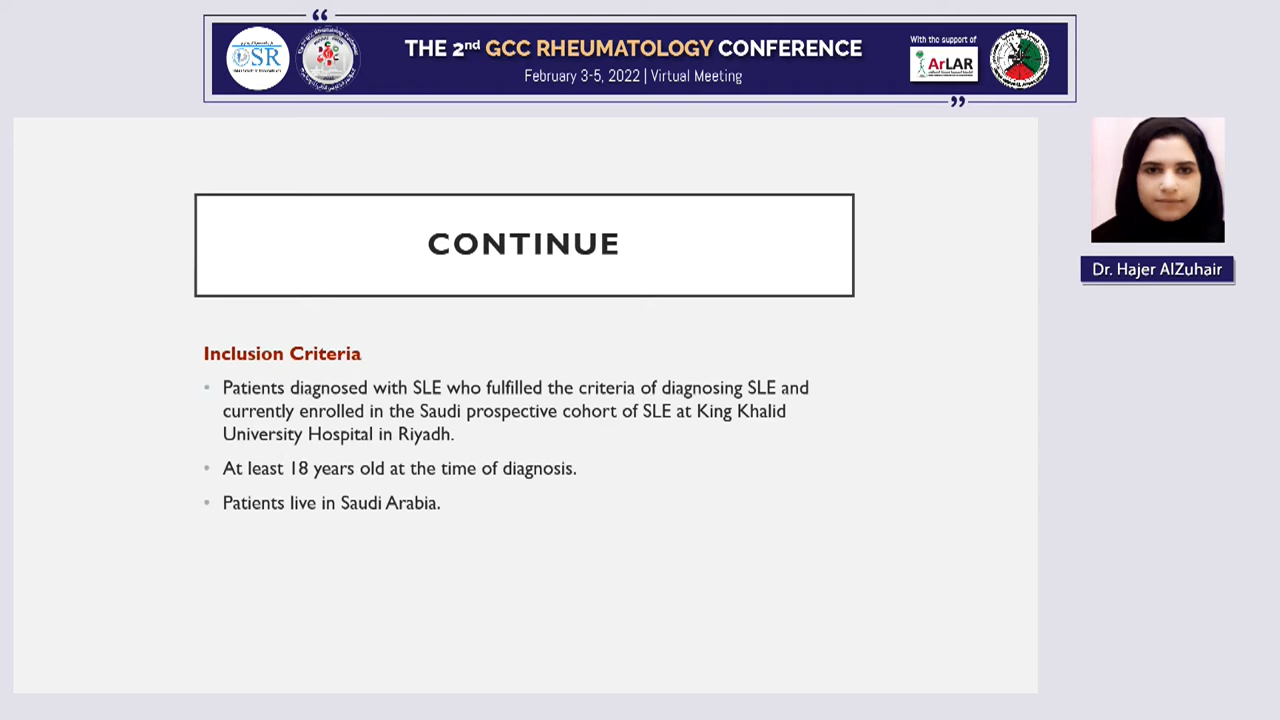 THE 2nd GCC RHEUMATOLOGY CONFERENCE
February 3-5, 2022 | Virtual Meeting
With the support of
ArLAR
OSR
CONTINUE
Dr. Hajer AlZuhair
Inclusion Criteria
• Patients diagnosed with SLE who fulfilled the criteria of diagnosing SLE and
currently enrolled in the Saudi prospective cohort of SLE at King Khalid
University Hospital in Riyadh.
• At least 18 years old at the time of diagnosis.
• Patients live in Saudi Arabia.